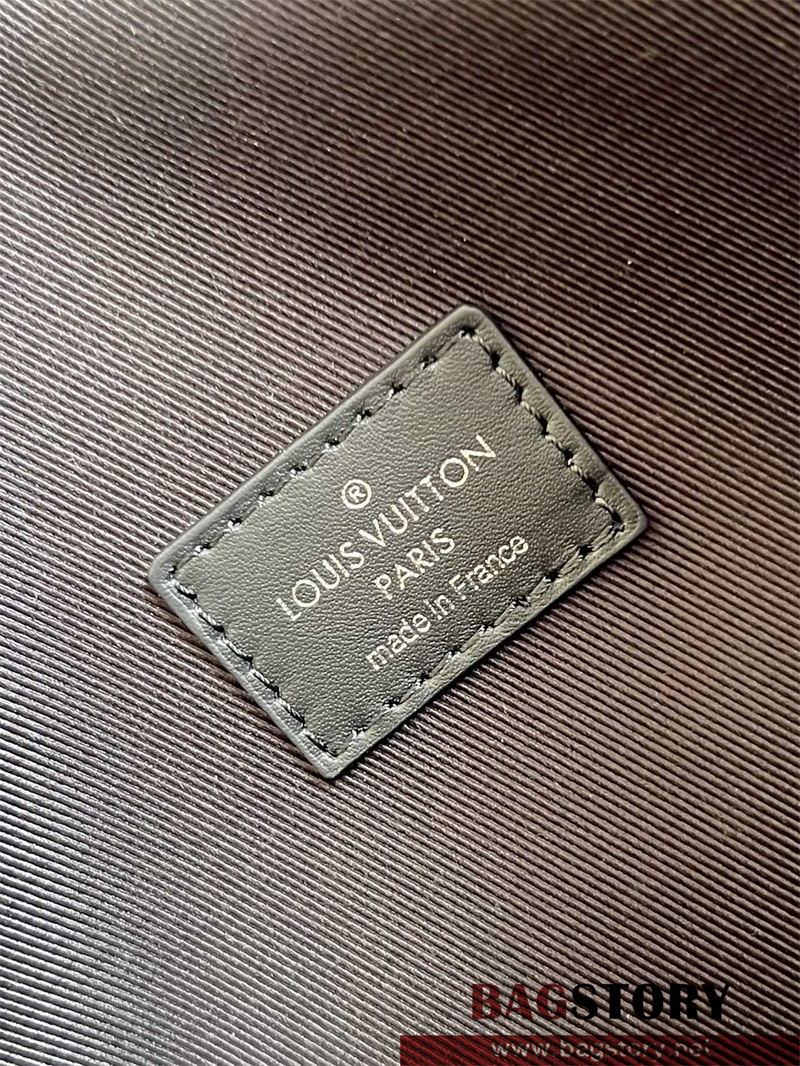 ®
LOUIS VUITTON
PARIS
made in France
BAGSTORY
www.bagstory.net